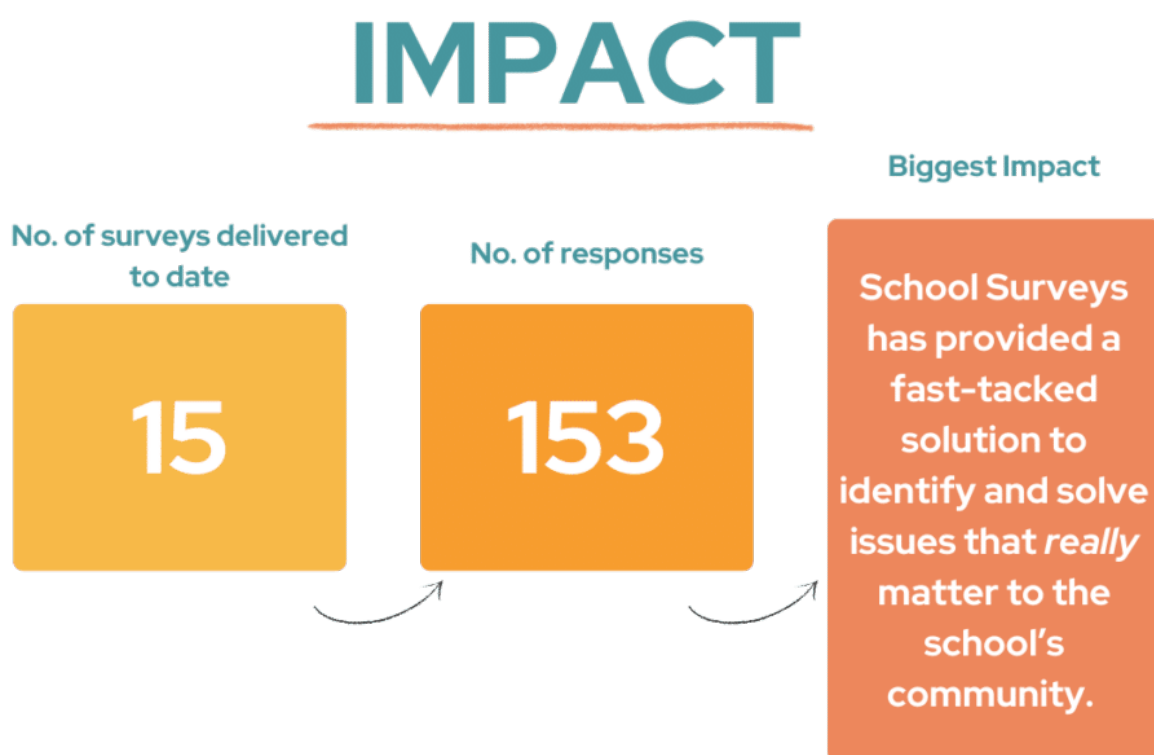 IMPACT
No. of surveys delivered
to date
15
No. of responses
153
Biggest Impact
School Surveys
has provided a
fast-tacked
solution to
identify and solve
issues that really
matter to the
school's
community.